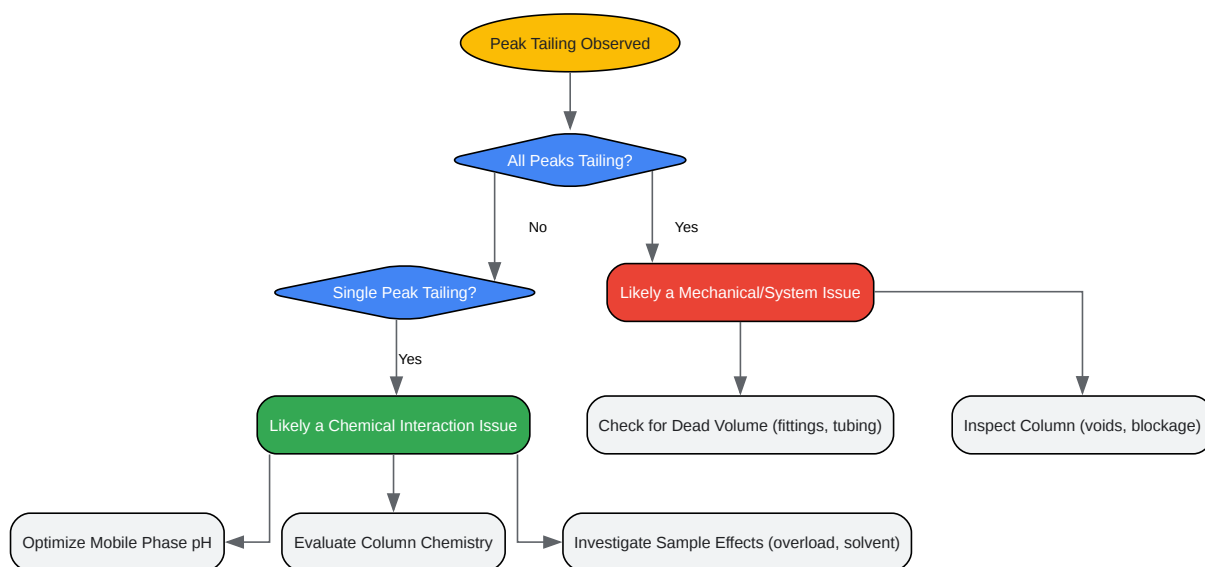 Peak Tailing Observed
All Peaks Tailing?
No
Yes
Single Peak Tailing?
Likely a Mechanical/System Issue
Yes
Likely a Chemical Interaction Issue
Check for Dead Volume (fittings, tubing)
Inspect Column (voids, blockage)
Optimize Mobile Phase pH
Evaluate Column Chemistry
Investigate Sample Effects (overload, solvent)